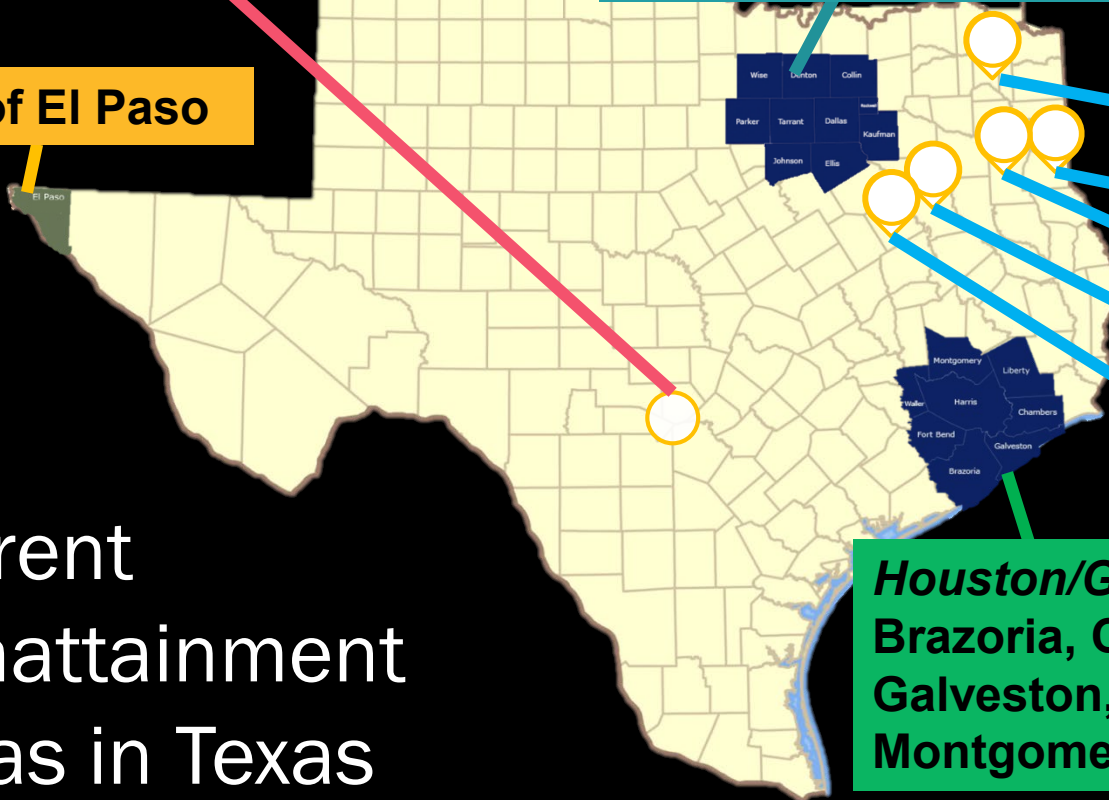 of El Paso
El Paso
Wise
Denton
Collin
Parker
Tarrant
Dallas
Rockwall
Kaufman
Johnson
Ellis
Montgomery
Liberty
Waller
Harris
Chambers
Fort Bend
Galveston
Brazoria
rent
nattainment
as in Texas
Houston/G
Brazoria, C
Galveston,
Montgome